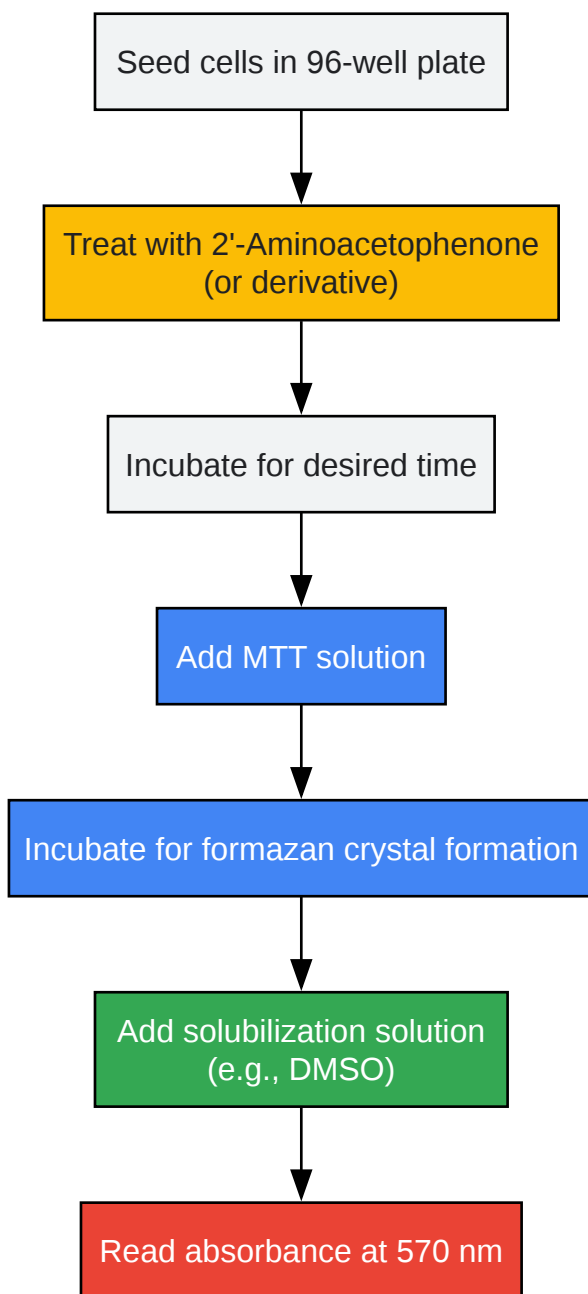 Seed cells in 96-well plate
Treat with 2'-Aminoacetophenone
(or derivative)
Incubate for desired time
Add MTT solution
Incubate for formazan crystal formation
Add solubilization solution
(e.g., DMSO)
Read absorbance at 570 nm